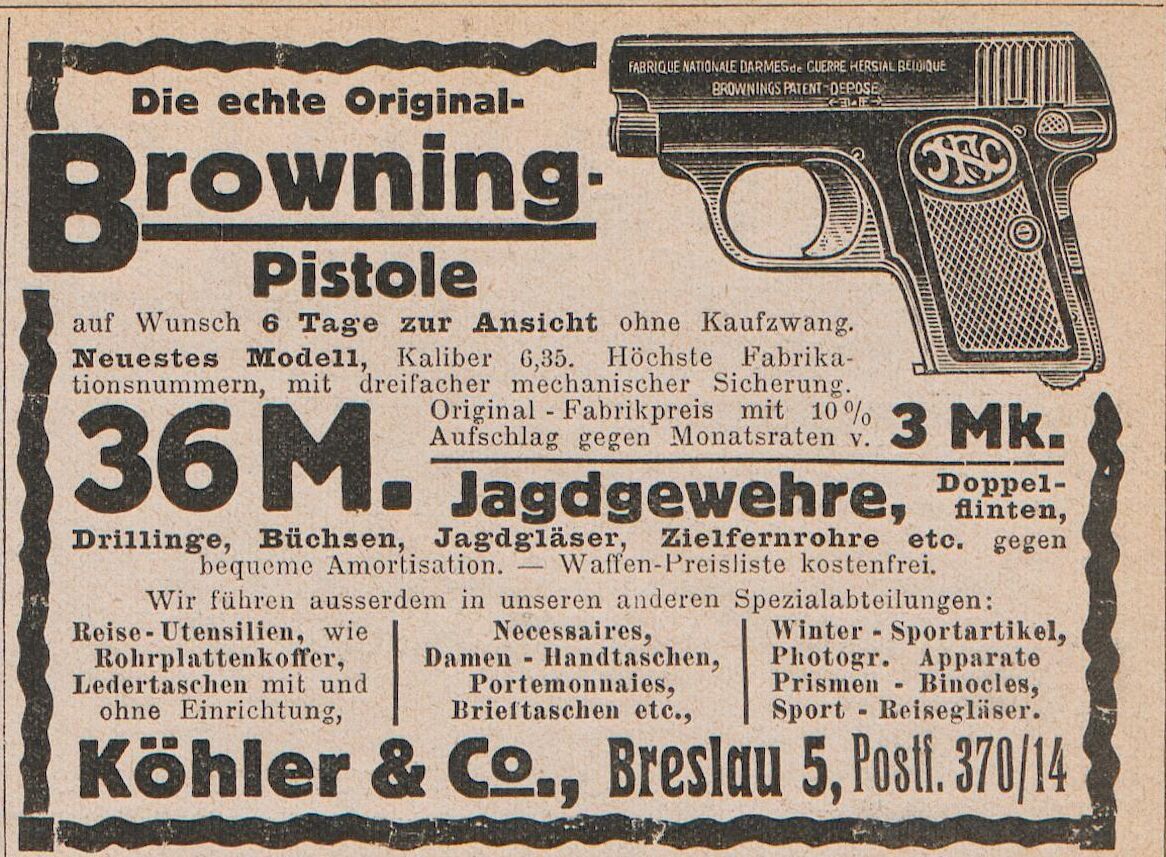 Die echte Original-
Browning-
Pistole
FABRIQUE NATIONALE DARMES de GUERRE HERSTAL BELGIQUE
BROWNINGS PATENT-DEPOSE
FN
auf Wunsch 6 Tage zur Ansicht ohne Kaufzwang.
Neuestes Modell, Kaliber 6,35. Höchste Fabrika-
tionsnummern, mit dreifacher mechanischer Sicherung.
36 M.
Original - Fabrikpreis mit 10%
Aufschlag gegen Monatsraten v.
3 Mk.
Jagdgewehre,
Doppel-
flinten,
Drillinge, Büchsen, Jagdgläser, Zielfernrohre etc. gegen
bequeme Amortisation. — Waffen-Preisliste kostenfrei.
Wir führen ausserdem in unseren anderen Spezialabteilungen:
Reise-Utensilien, wie
Rohrplattenkoffer,
Ledertaschen mit und
ohne Einrichtung,
Necessaires,
Damen - Handtaschen,
Portemonnaies,
Brieftaschen etc.,
Winter - Sportartikel,
Photogr. Apparate
Prismen - Binocles,
Sport - Reisegläser.
Köhler & Co., Breslau 5, Postf. 370/14